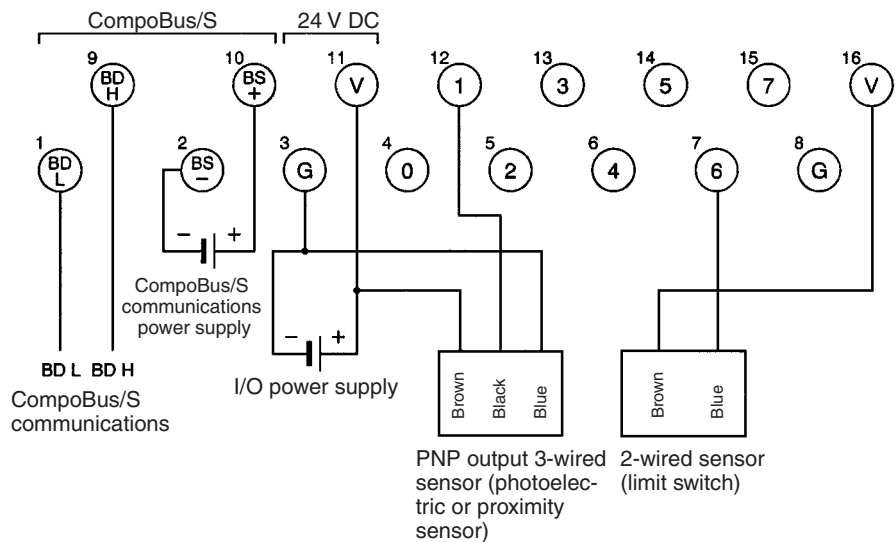 CompoBus/S
24 V DC
9
BD
H
10
BS
+
11
V
12
1
13
3
14
5
15
7
16
V
1
BD
L
2
BS
−
3
G
4
0
5
2
6
4
7
6
8
G
− +
CompoBus/S
communications
power supply
− +
I/O power supply
BD L BD H
CompoBus/S
communications
Brown
Black
Blue
PNP output 3-wired
sensor (photoelec-
tric or proximity
sensor)
Brown
Blue
2-wired sensor
(limit switch)